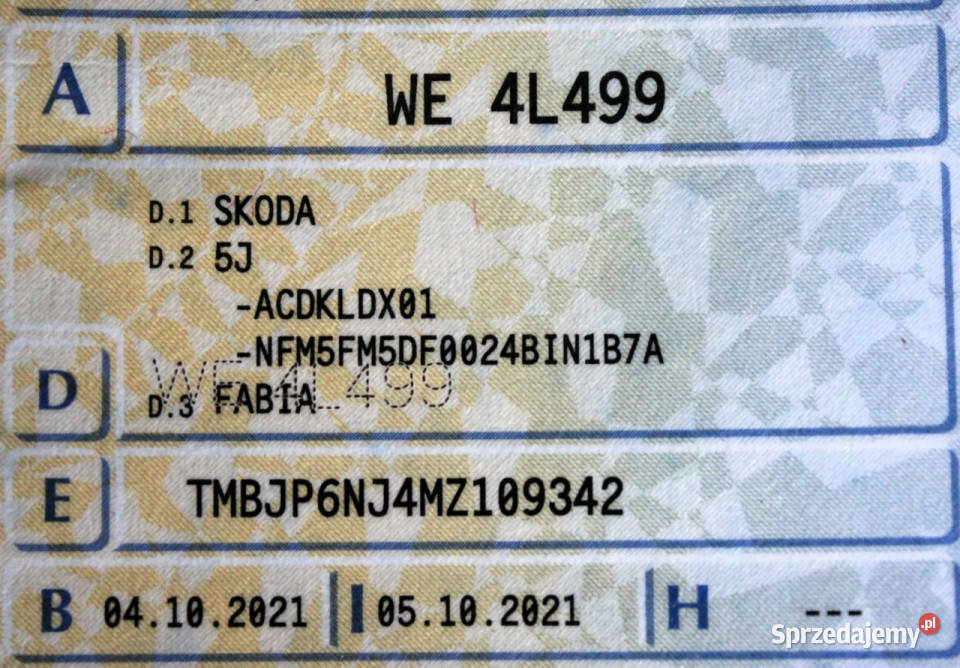 A WE 4L499
D.1 SKODA
D.2 5J
-ACDKLDX01
-NFM5FM5DF0024BIN1B7A
WE 4L499
D D.3 FABIA
E TMBJP6NJ4MZ109342
B 04.10.2021 I 05.10.2021 H ---
Sprzedajemy.pl